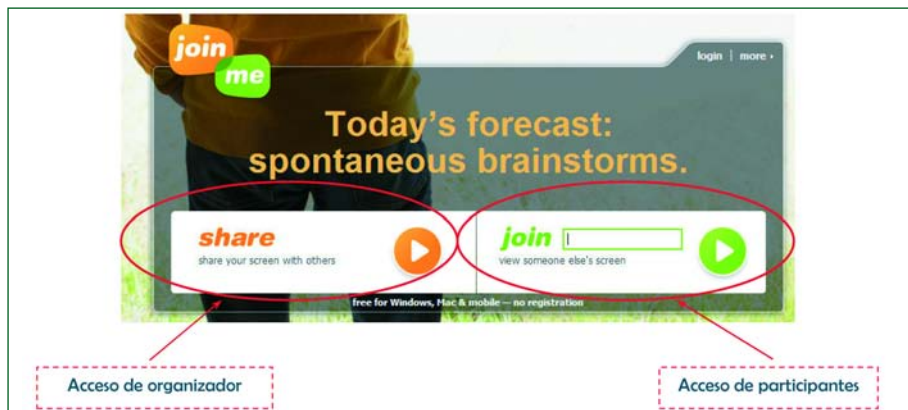 join
me
login | more ›
Today's forecast:
spontaneous brainstorms.
share
share your screen with others
join
view someone else's screen
free for Windows, Mac & mobile — no registration
Acceso de organizador
Acceso de participantes